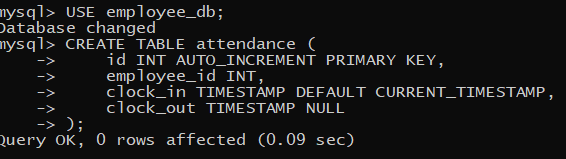 mysql> USE employee_db;
Database changed
mysql> CREATE TABLE attendance (
    ->     id INT AUTO_INCREMENT PRIMARY KEY,
    ->     employee_id INT,
    ->     clock_in TIMESTAMP DEFAULT CURRENT_TIMESTAMP,
    ->     clock_out TIMESTAMP NULL
    -> );
Query OK, 0 rows affected (0.09 sec)